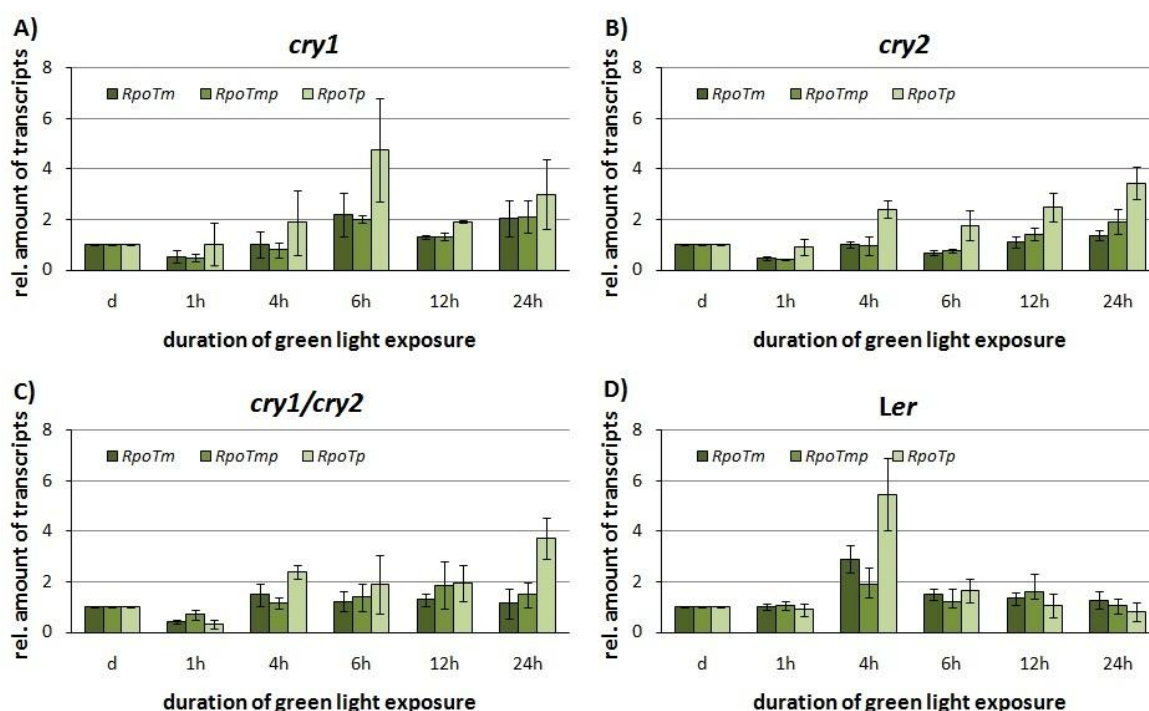 A)
cry1
rel. amount of transcripts
8
6
4
2
0
RpoTm RpoTmp RpoTp
d 1h 4h 6h 12h 24h
duration of green light exposure
B)
cry2
rel. amount of transcripts
8
6
4
2
0
RpoTm RpoTmp RpoTp
d 1h 4h 6h 12h 24h
duration of green light exposure
C)
cry1/cry2
rel. amount of transcripts
8
6
4
2
0
RpoTm RpoTmp RpoTp
d 1h 4h 6h 12h 24h
duration of green light exposure
D)
Ler
rel. amount of transcripts
8
6
4
2
0
RpoTm RpoTmp RpoTp
d 1h 4h 6h 12h 24h
duration of green light exposure